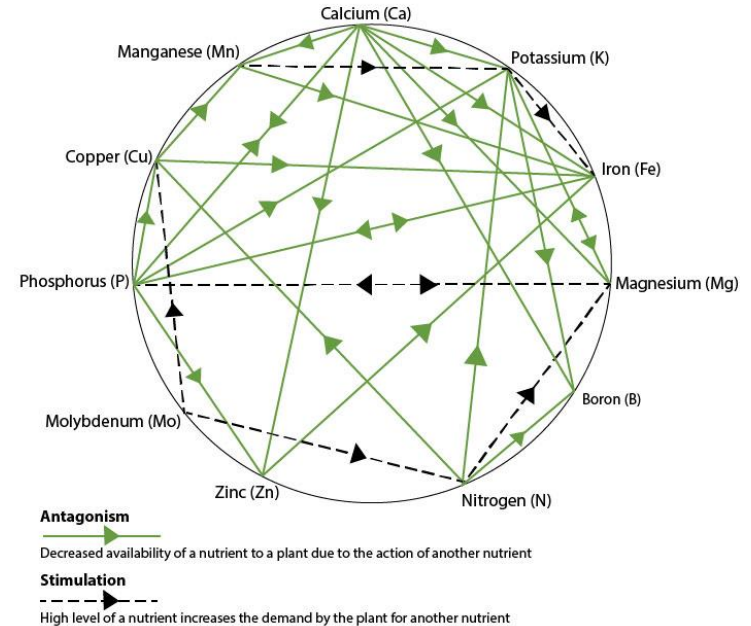 Calcium (Ca)
Manganese (Mn)
Potassium (K)
Copper (Cu)
Iron (Fe)
Phosphorus (P)
Magnesium (Mg)
Boron (B)
Molybdenum (Mo)
Zinc (Zn)
Nitrogen (N)
Antagonism
Decreased availability of a nutrient to a plant due to the action of another nutrient
Stimulation
High level of a nutrient increases the demand by the plant for another nutrient